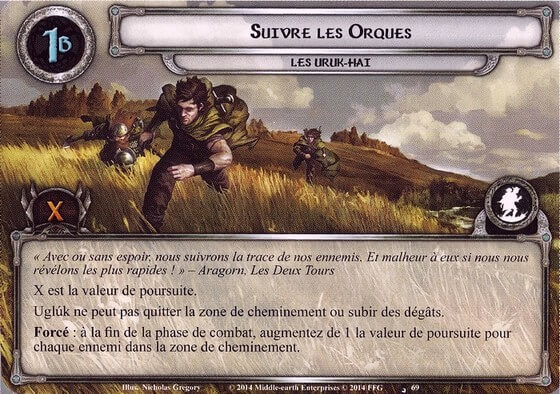 1B
SUIVRE LES ORQUES
LES URUK-HAI
X
« Avec ou sans espoir, nous suivrons la trace de nos ennemis. Et malheur à eux si nous nous
révélons les plus rapides ! » – Aragorn, Les Deux Tours
X est la valeur de poursuite.
Uglúk ne peut pas quitter la zone de cheminement ou subir des dégâts.
Forcé : à la fin de la phase de combat, augmentez de 1 la valeur de poursuite pour
chaque ennemi dans la zone de cheminement.
Illus. Nicholas Gregory © 2014 Middle-earth Enterprises © 2014 FFG 69